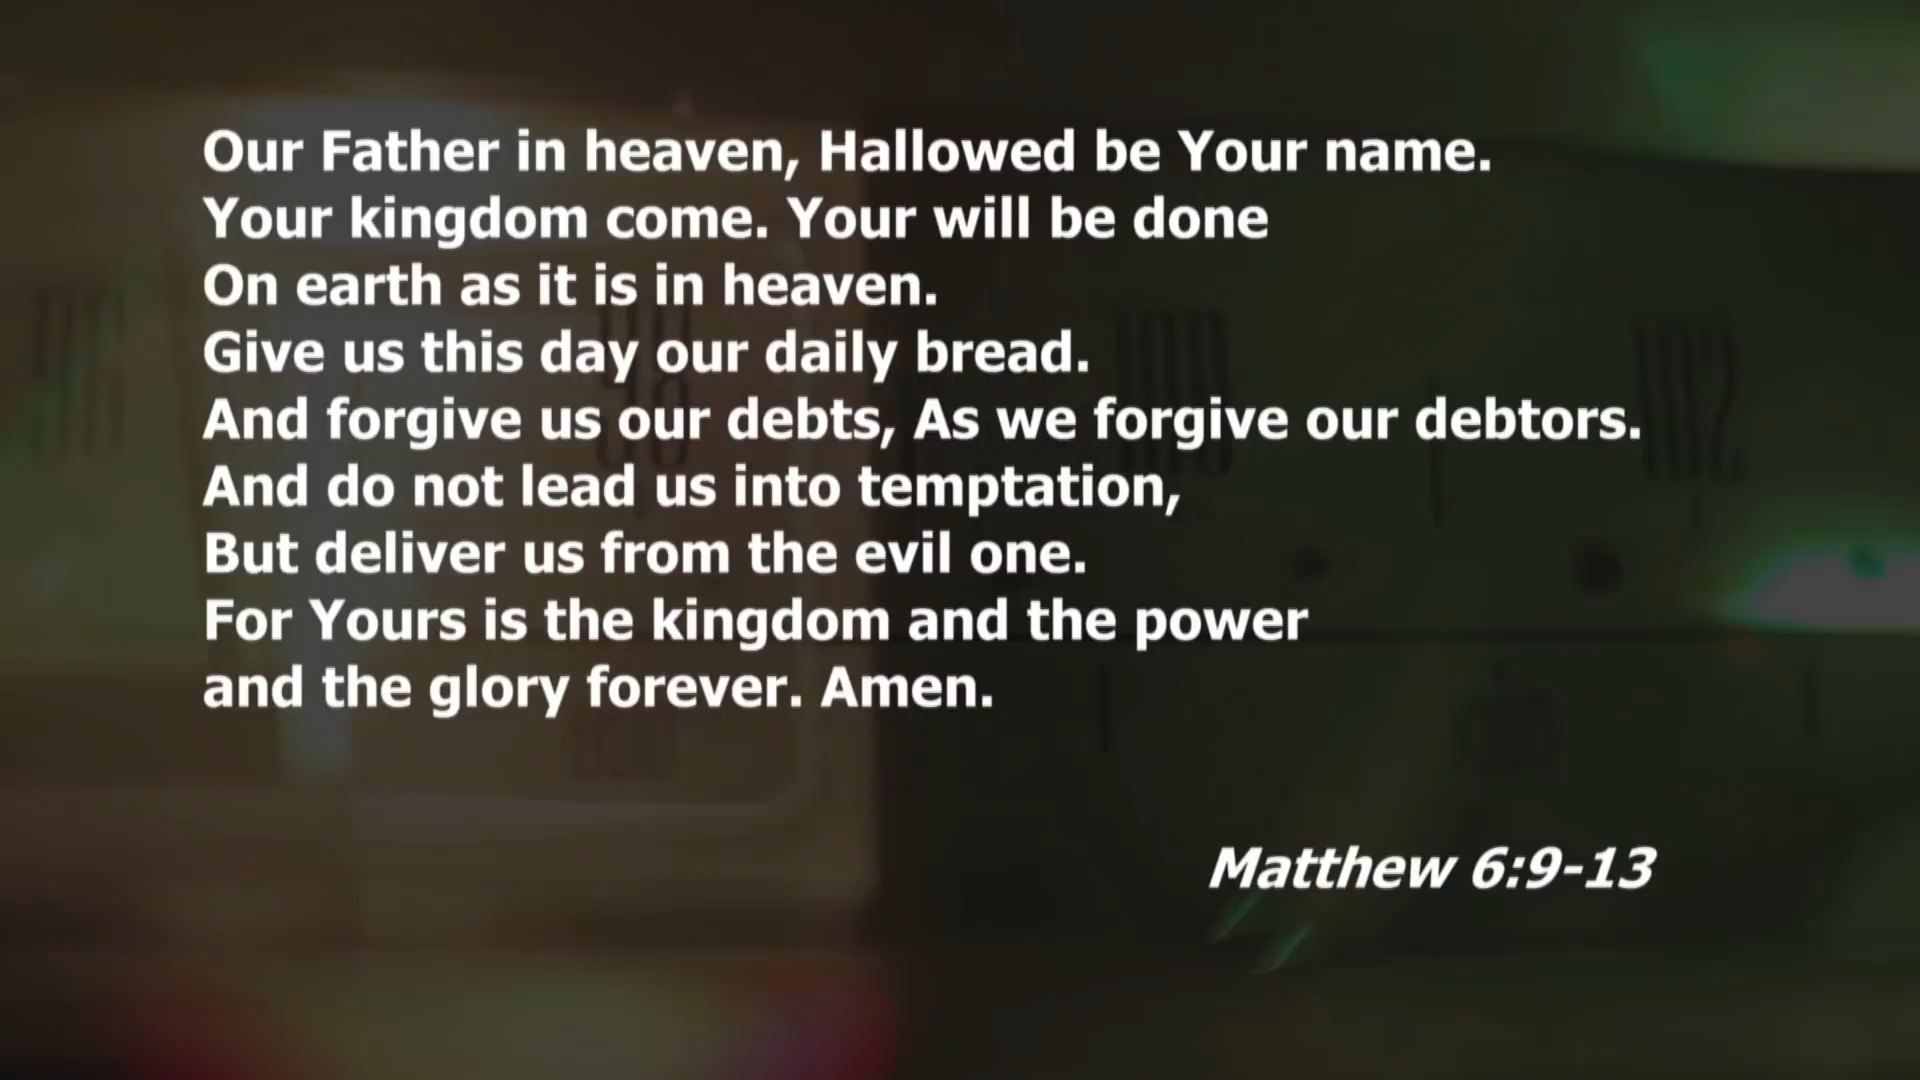 Our Father in heaven, Hallowed be Your name.
Your kingdom come. Your will be done
On earth as it is in heaven.
Give us this day our daily bread.
And forgive us our debts, As we forgive our debtors.
And do not lead us into temptation,
But deliver us from the evil one.
For Yours is the kingdom and the power
and the glory forever. Amen.
Matthew 6:9-13